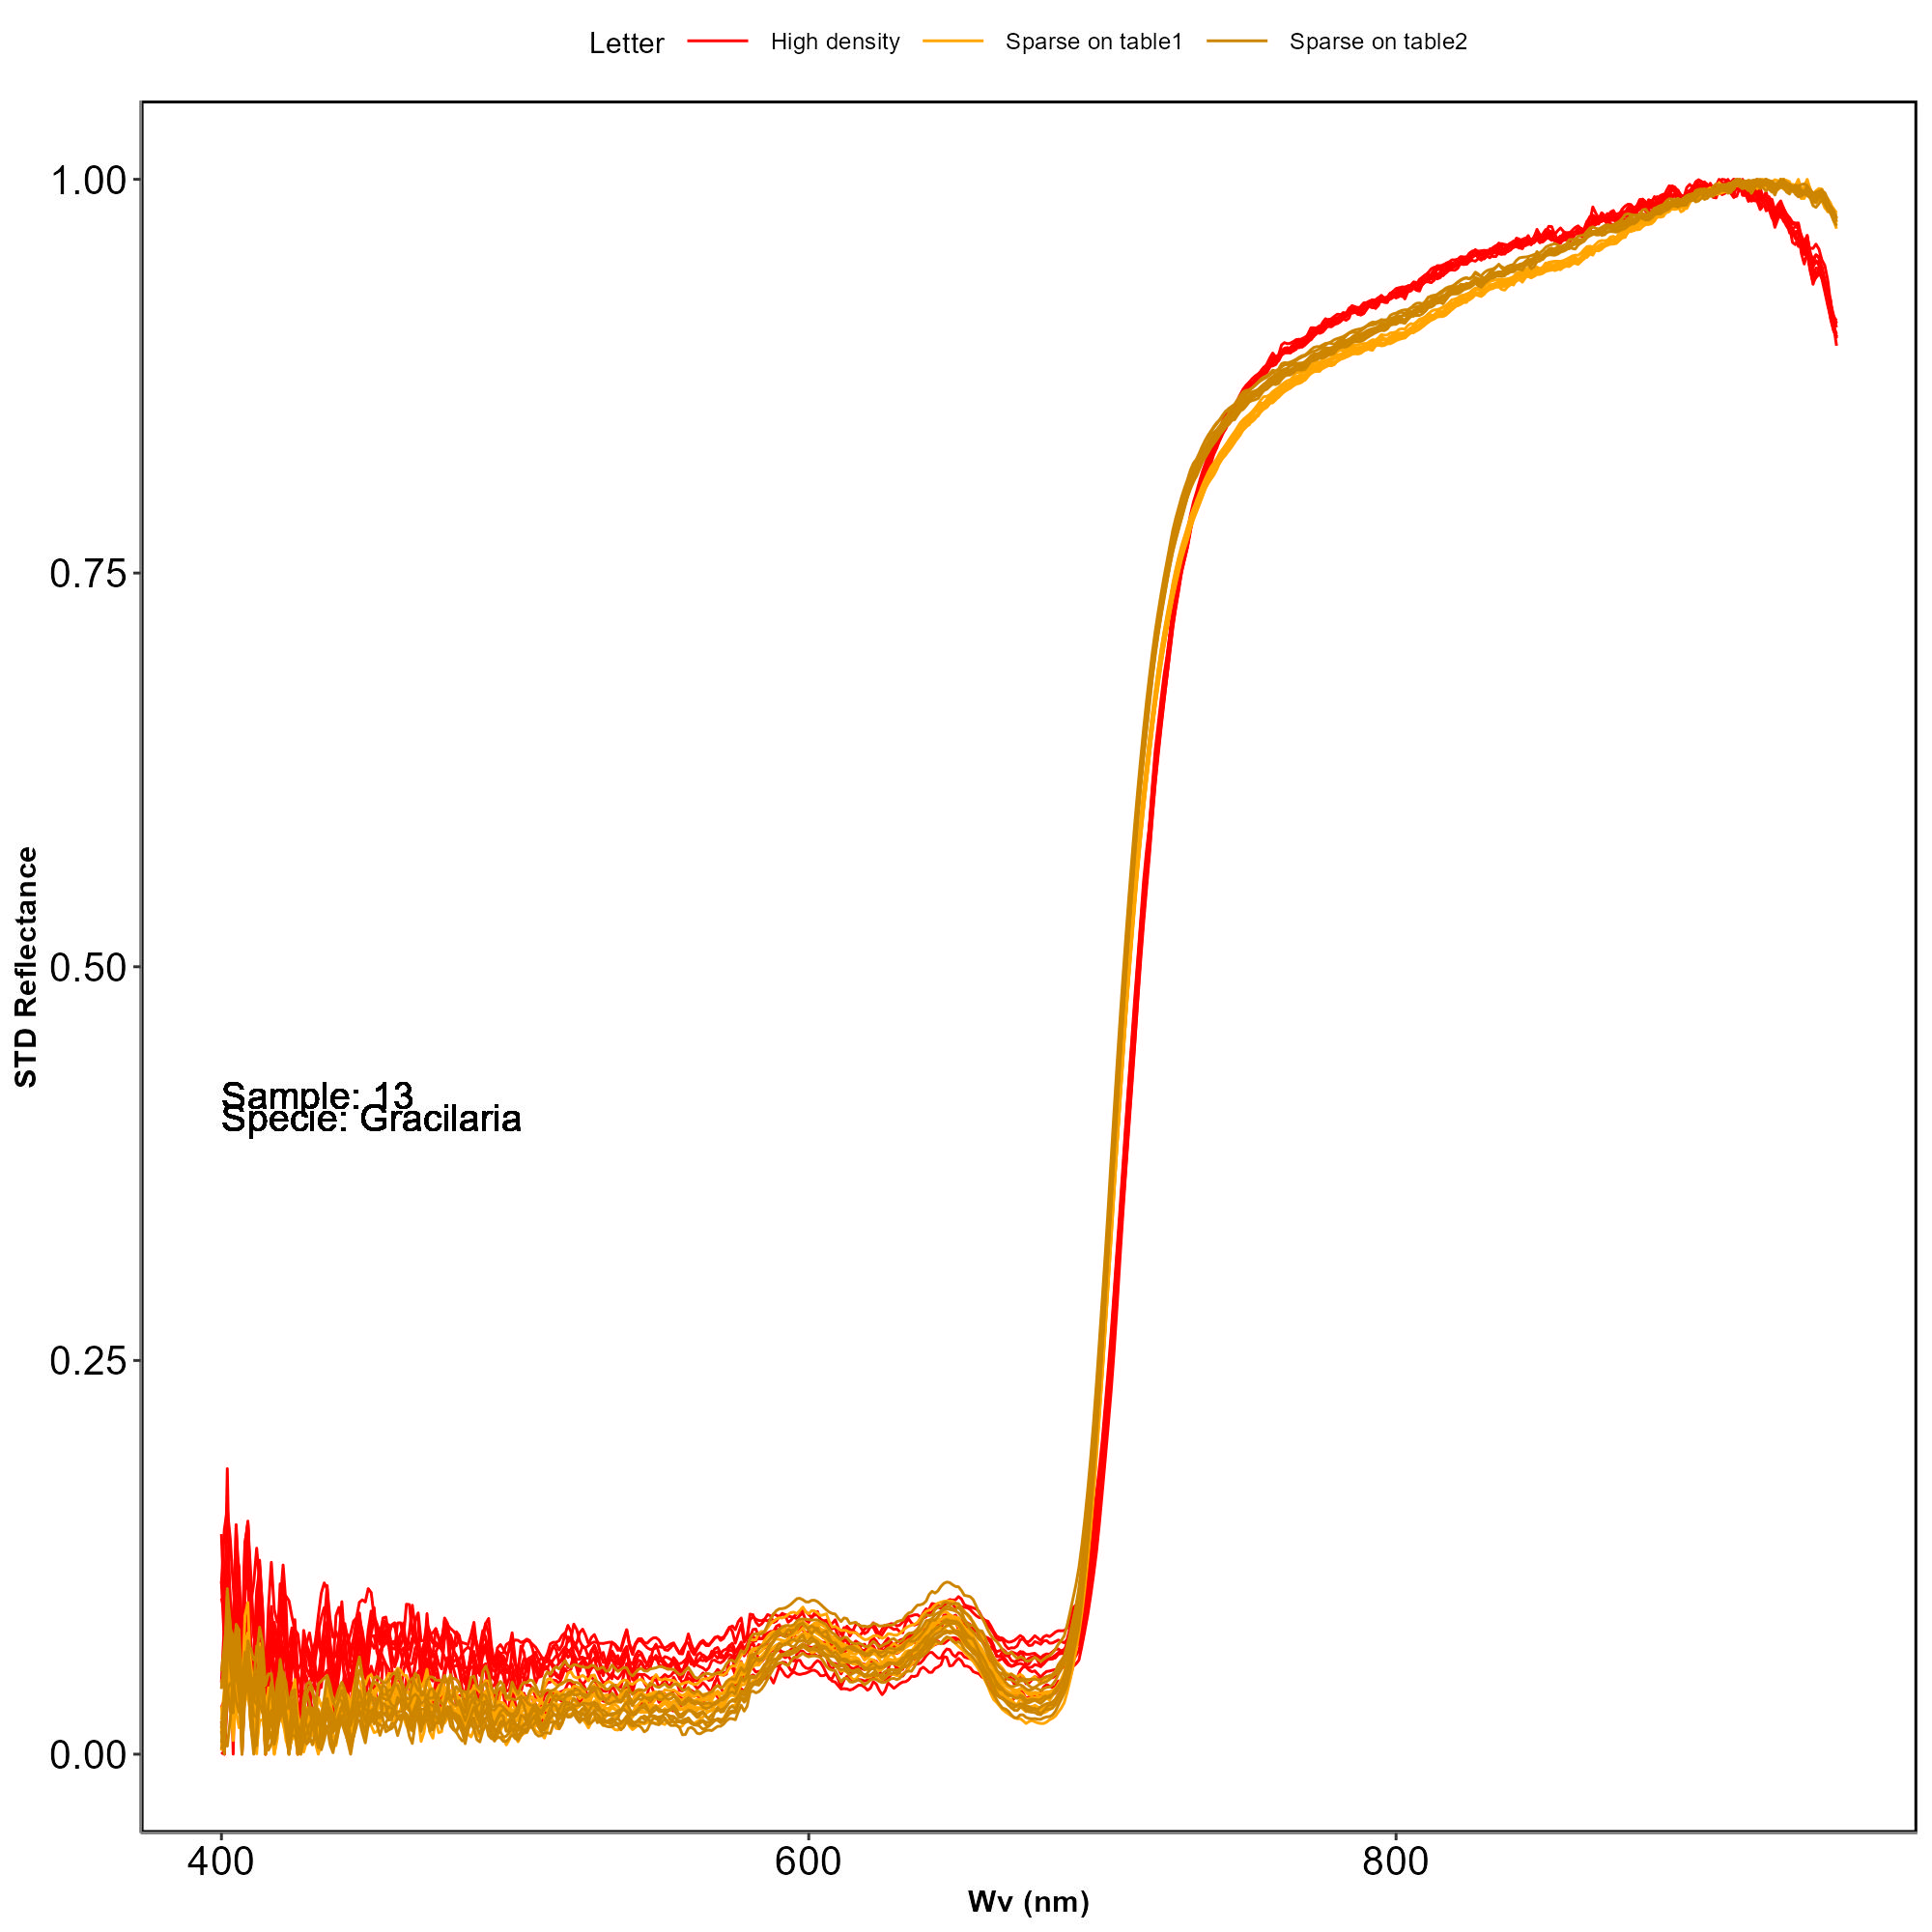 Letter High density Sparse on table1 Sparse on table2
1.00
0.75
0.50
0.25
0.00
STD Reflectance
Sample: 13
Specie: Gracilaria
400 600 800
Wv (nm)